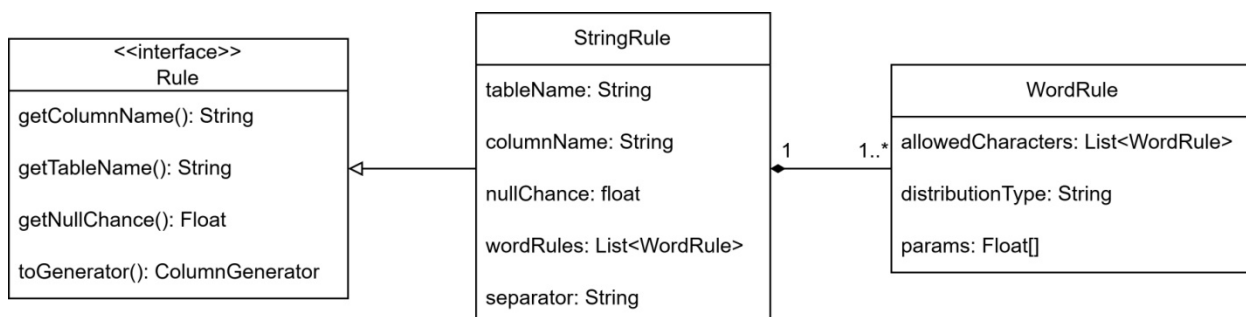 <<interface>>
Rule
getColumnName(): String
getTableName(): String
getNullChance(): Float
toGenerator(): ColumnGenerator
StringRule
tableName: String
columnName: String
nullChance: float
wordRules: List<WordRule>
separator: String
1
1..*
WordRule
allowedCharacters: List<WordRule>
distributionType: String
params: Float[]